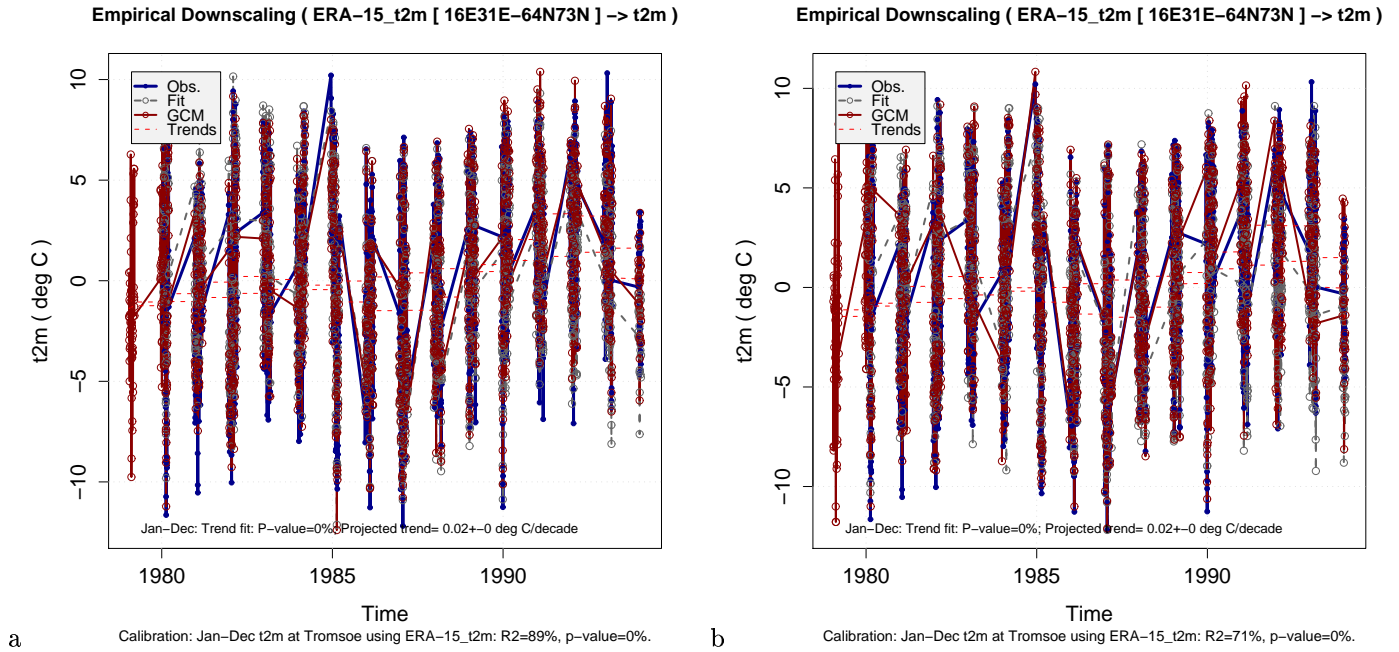 Empirical Downscaling ( ERA−15_t2m [ 16E31E−64N73N ] −> t2m )
10
5
0
−5
−10
t2m ( deg C )
Obs.
Fit
GCM
Trends
Jan−Dec: Trend fit: P−value=0%; Projected trend= 0.02+−0 deg C/decade
1980
1985
1990
Time
Calibration: Jan−Dec t2m at Tromsoe using ERA−15_t2m: R2=89%, p−value=0%.
a
Empirical Downscaling ( ERA−15_t2m [ 16E31E−64N73N ] −> t2m )
10
5
0
−5
−10
t2m ( deg C )
Obs.
Fit
GCM
Trends
Jan−Dec: Trend fit: P−value=0%; Projected trend= 0.02+−0 deg C/decade
1980
1985
1990
Time
Calibration: Jan−Dec t2m at Tromsoe using ERA−15_t2m: R2=71%, p−value=0%.
b